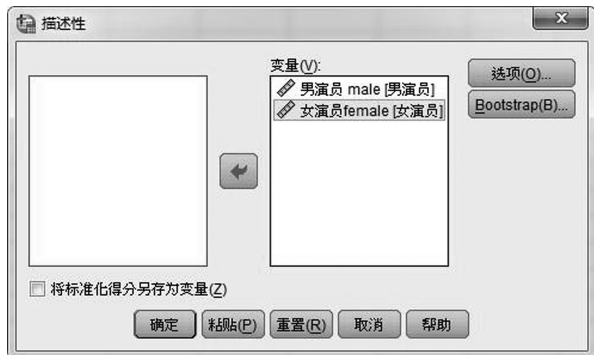 描述性
变量(V):
男演员 male [男演员]
女演员female [女演员]
选项(O)...
Bootstrap(B)...
将标准化得分另存为变量(Z)
确定 粘贴(P) 重置(R) 取消 帮助